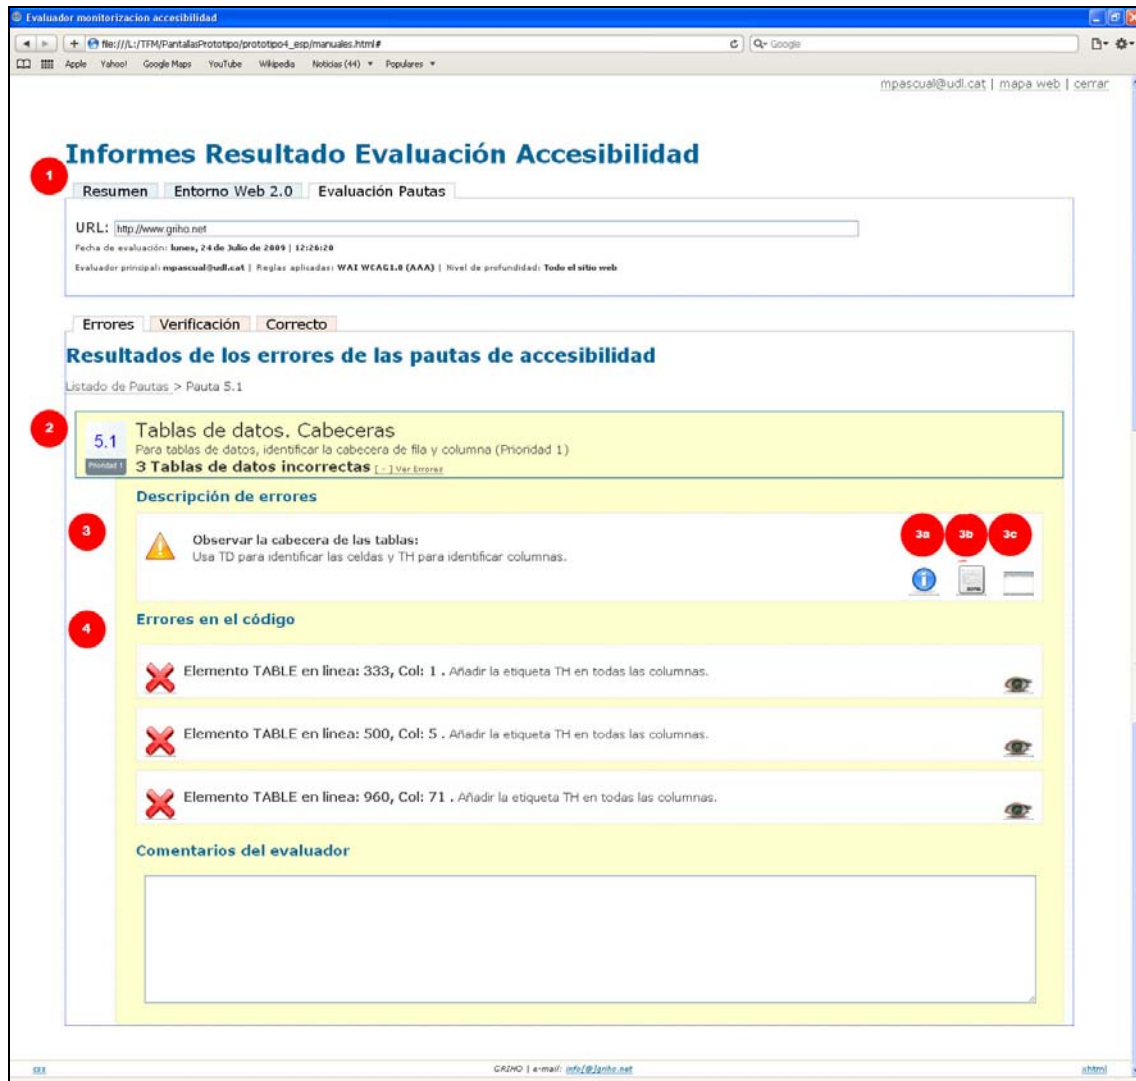 Evaluador monitorizacion accesibilidad
file:///L:/TFM/PantallasPrototipo/prototipo4_esp/manuales.html#
Google
Apple Yahoo! Google Maps YouTube Wikipedia Noticias (44) Populares
mpascual@udl.cat | mapa web | cerrar
Informes Resultado Evaluación Accesibilidad
1
Resumen Entorno Web 2.0 Evaluación Pautas
URL: http://www.griho.net
Fecha de evaluación: lunes, 24 de Julio de 2009 | 12:26:20
Evaluador principal: mpascual@udl.cat | Reglas aplicadas: WAI WCAG1.0 (AAA) | Nivel de profundidad: Todo el sitio web
Errores Verificación Correcto
Resultados de los errores de las pautas de accesibilidad
Listado de Pautas > Pauta 5.1
2
5.1
Prioridad 1
Tablas de datos. Cabeceras
Para tablas de datos, identificar la cabecera de fila y columna (Prioridad 1)
3 Tablas de datos incorrectas [ - ] Ver Errores
Descripción de errores
3
Observar la cabecera de las tablas:
Usa TD para identificar las celdas y TH para identificar columnas.
3a 3b 3c
Errores en el código
4
Elemento TABLE en linea: 333, Col: 1 . Añadir la etiqueta TH en todas las columnas.
Elemento TABLE en linea: 500, Col: 5 . Añadir la etiqueta TH en todas las columnas.
Elemento TABLE en linea: 960, Col: 71 . Añadir la etiqueta TH en todas las columnas.
Comentarios del evaluador
css GRIHO | e-mail: info[@]griho.net xhtml